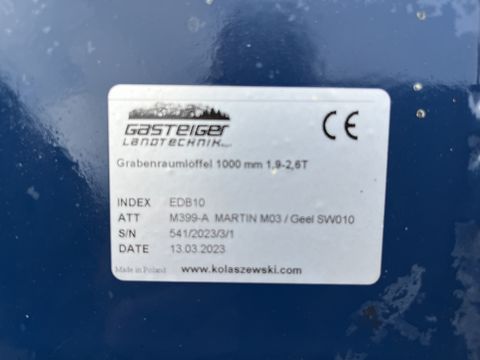 GASTEIGER
LANDTECHNIK
CE
Grabenraumlöffel 1000 mm 1,9-2,6T
INDEX EDB10
ATT M399-A MARTIN M03 / Geel SW010
S/N 541/2023/3/1
DATE 13.03.2023
Made in Poland www.kolaszewski.com